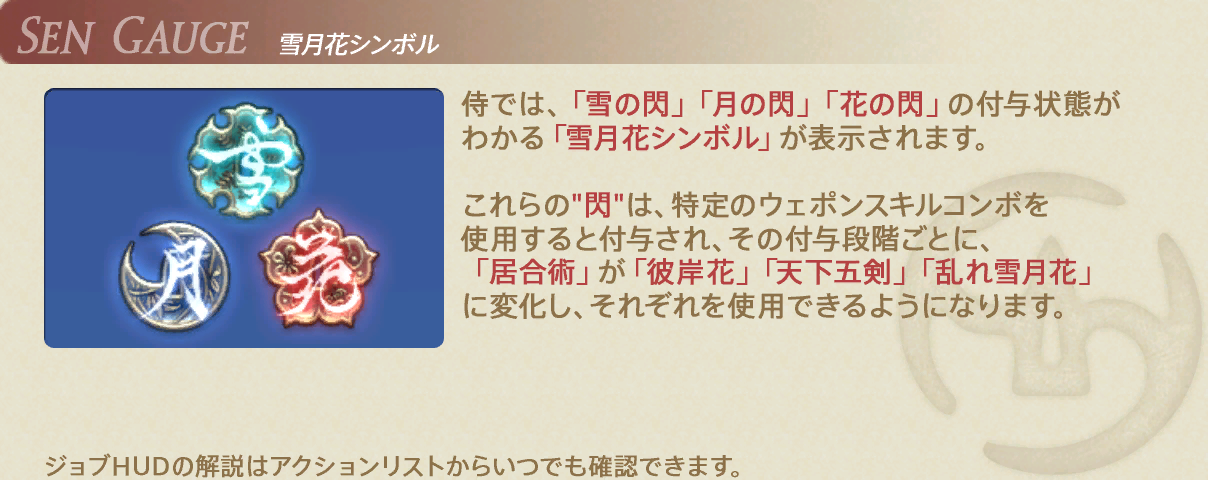 SEN GAUGE 雪月花シンボル
雪
月
花
侍では、「雪の閃」「月の閃」「花の閃」の付与状態が
わかる「雪月花シンボル」が表示されます。
これらの"閃"は、特定のウェポンスキルコンボを
使用すると付与され、その付与段階ごとに、
「居合術」が「彼岸花」「天下五剣」「乱れ雪月花」
に変化し、それぞれを使用できるようになります。
ジョブHUDの解説はアクションリストからいつでも確認できます。